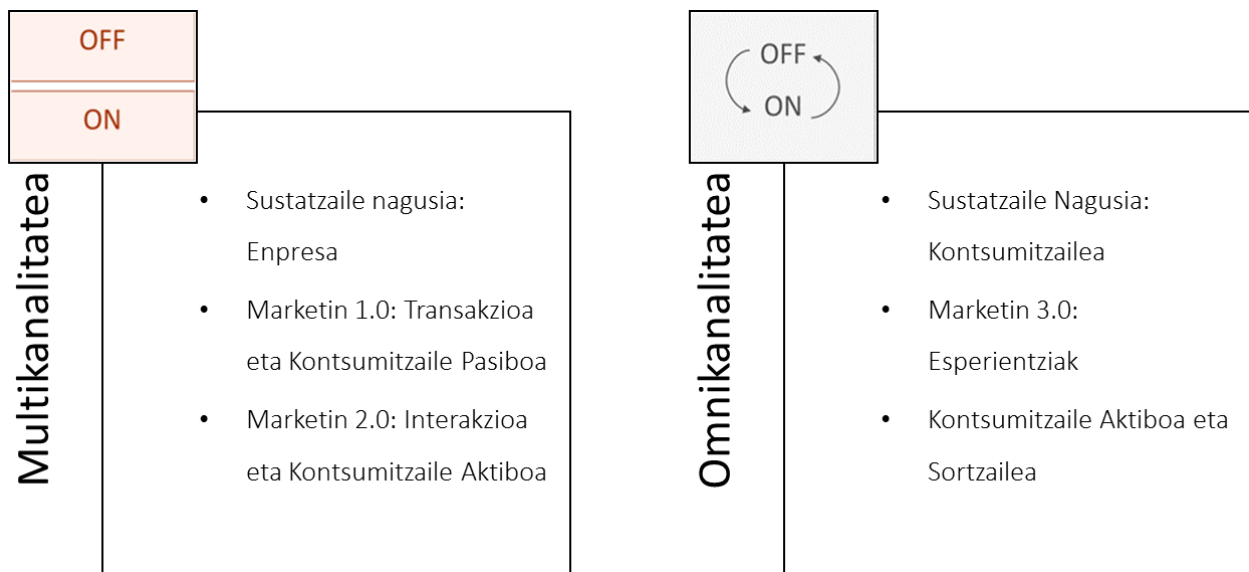 OFF
ON
Multikanalitatea
• Sustatzaile nagusia:
Enpresa
• Marketin 1.0: Transakzioa
eta Kontsumitzaile Pasiboa
• Marketin 2.0: Interakzioa
eta Kontsumitzaile Aktiboa
OFF
ON
Omnikanalitatea
• Sustatzaile Nagusia:
Kontsumitzailea
• Marketin 3.0:
Esperientziak
• Kontsumitzaile Aktiboa eta
Sortzailea